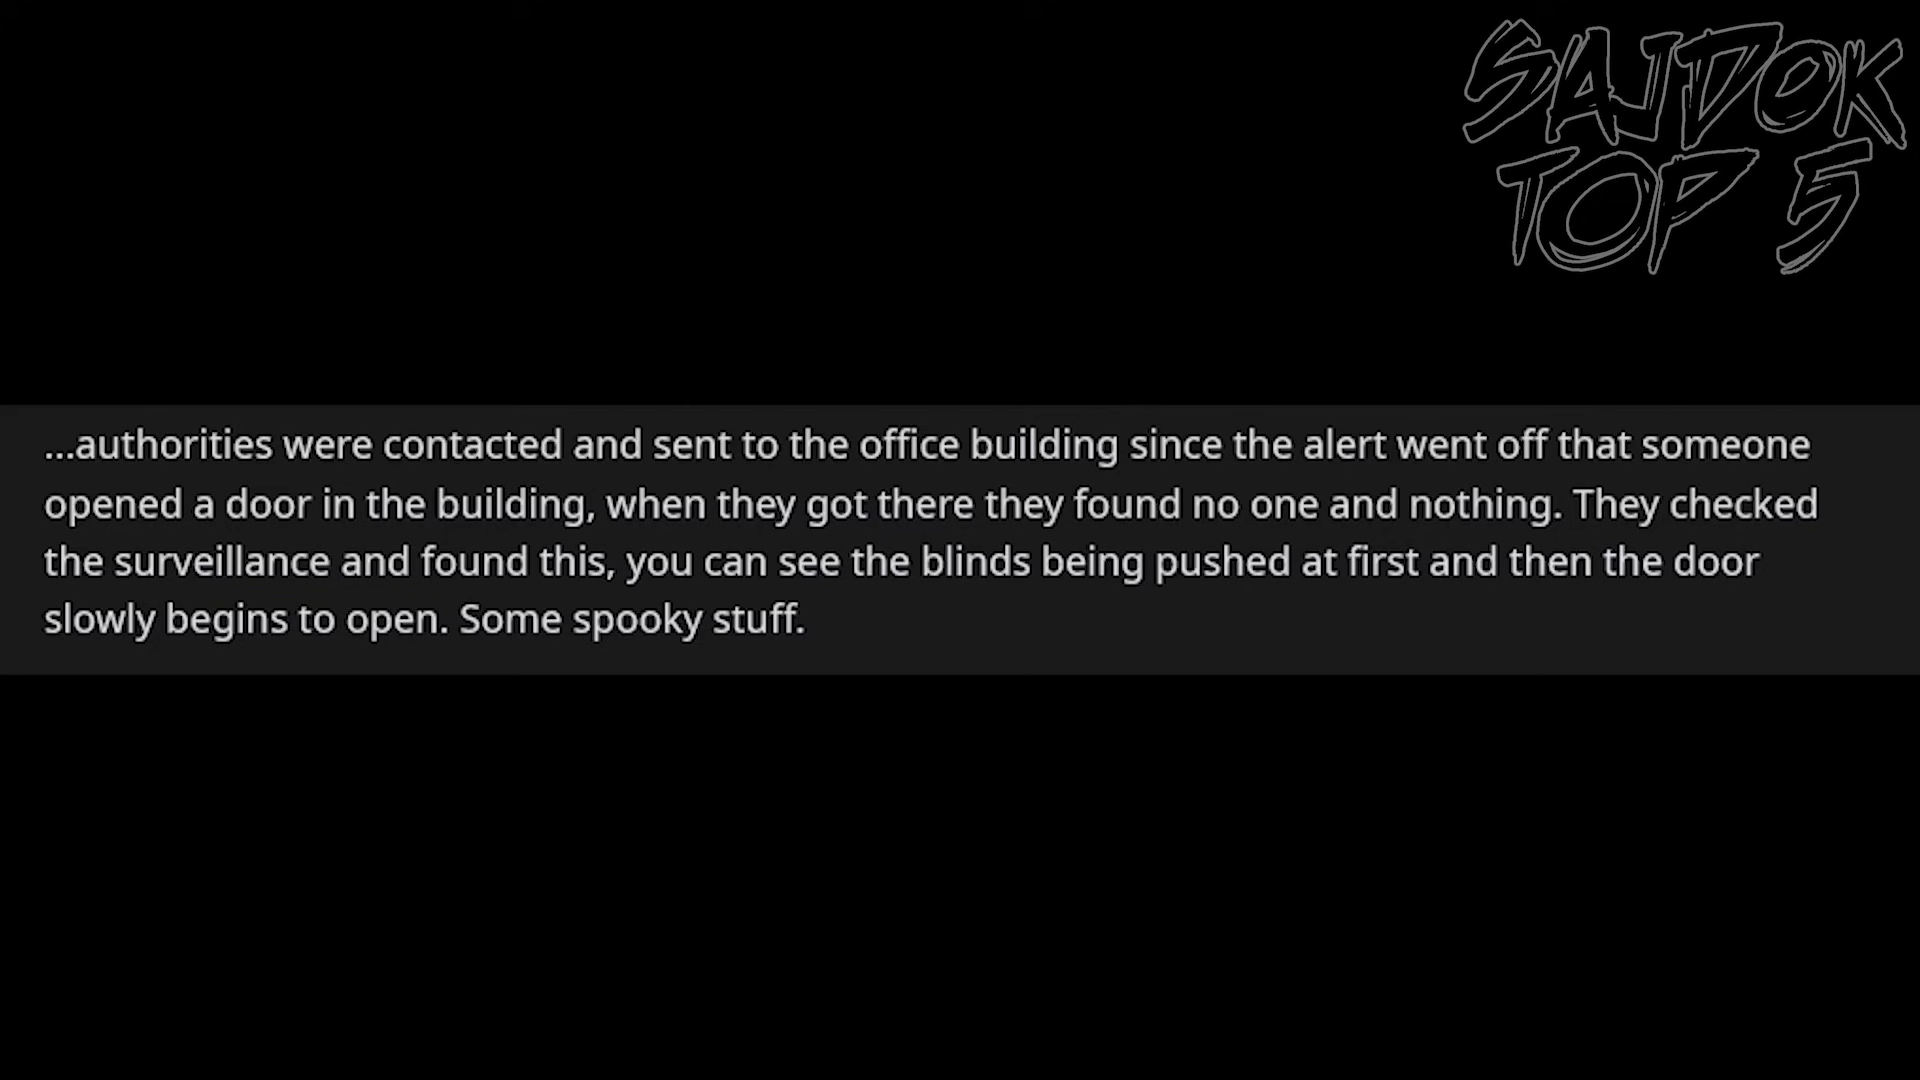 SAJDOK
TOP 5
...authorities were contacted and sent to the office building since the alert went off that someone
opened a door in the building, when they got there they found no one and nothing. They checked
the surveillance and found this, you can see the blinds being pushed at first and then the door
slowly begins to open. Some spooky stuff.